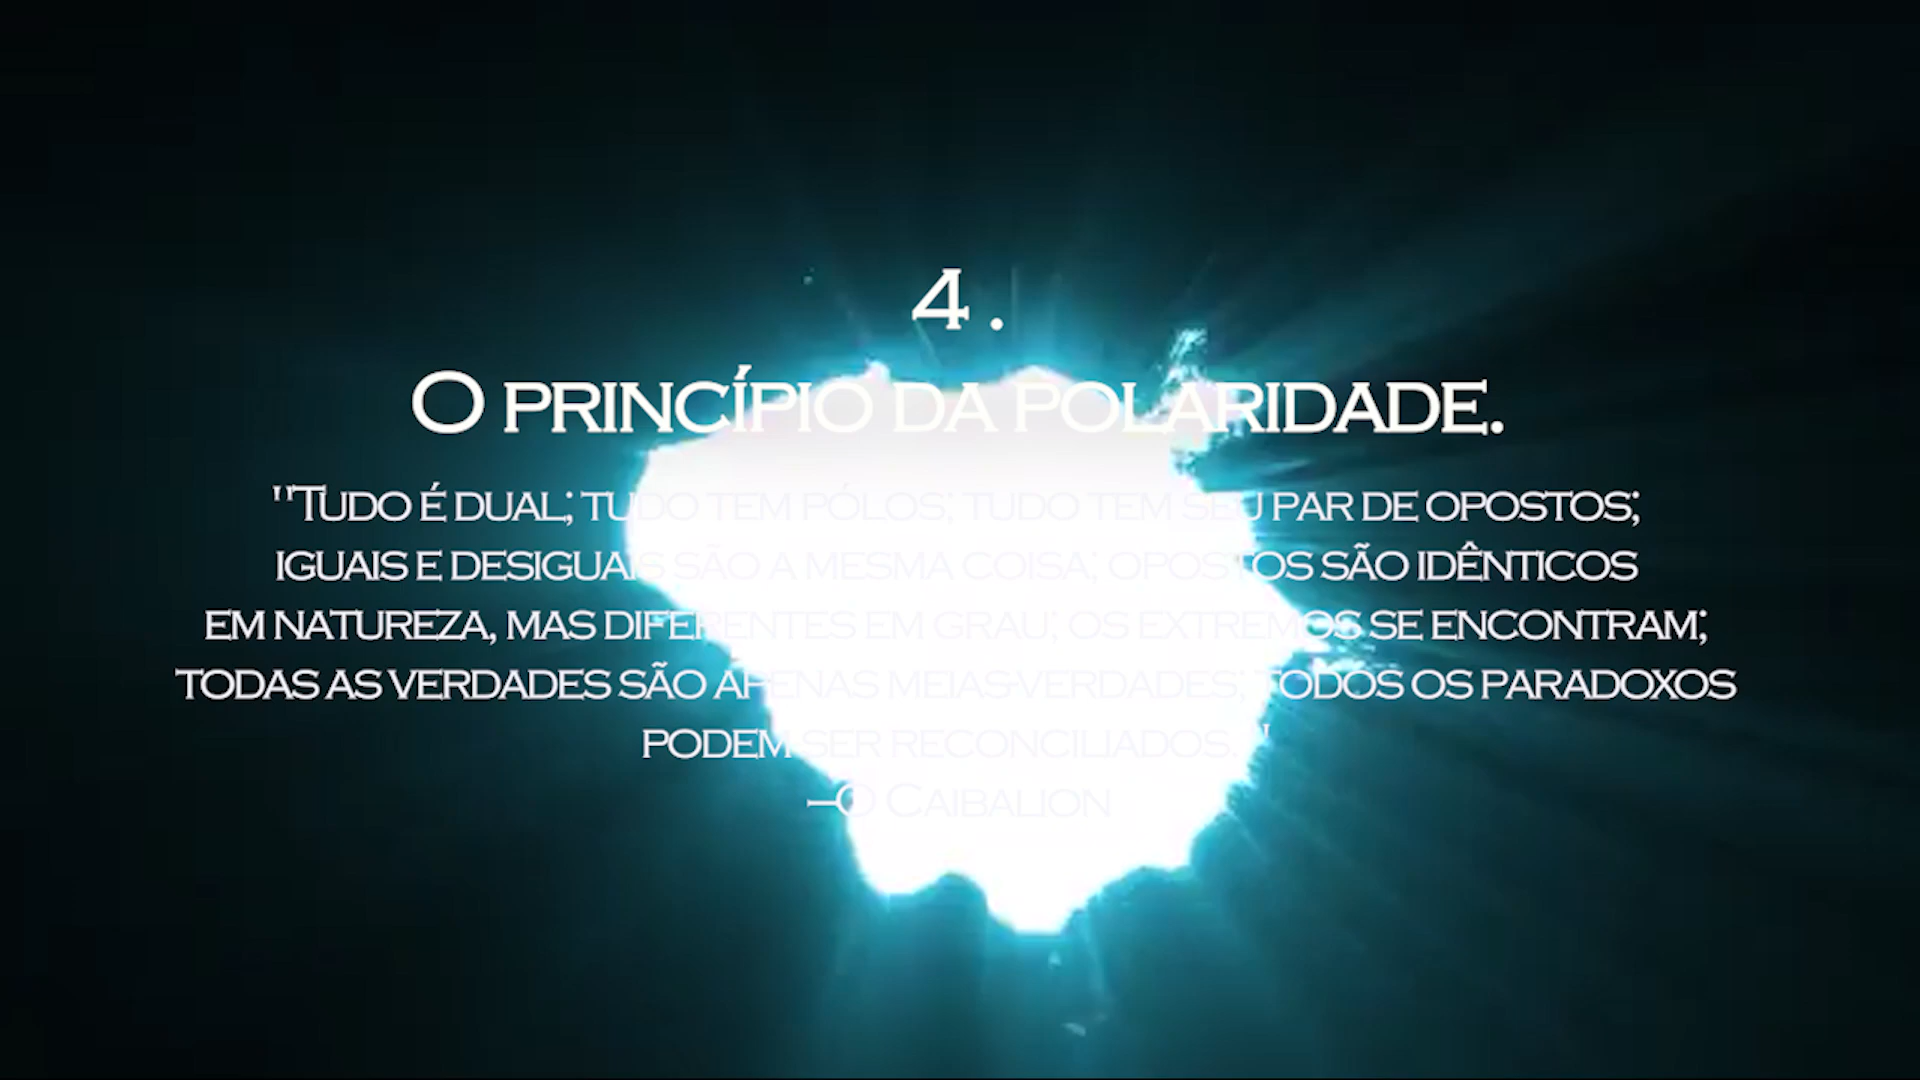 4.
O PRINCÍPIO DA POLARIDADE.
"TUDO É DUAL; TUDO TEM PÓLOS; TUDO TEM SEU PAR DE OPOSTOS;
IGUAIS E DESIGUAIS SÃO A MESMA COISA; OPOSTOS SÃO IDÊNTICOS
EM NATUREZA, MAS DIFERENTES EM GRAU; OS EXTREMOS SE ENCONTRAM;
TODAS AS VERDADES SÃO APENAS MEIAS-VERDADES; TODOS OS PARADOXOS
PODEM SER RECONCILIADOS."
—O CAIBALION